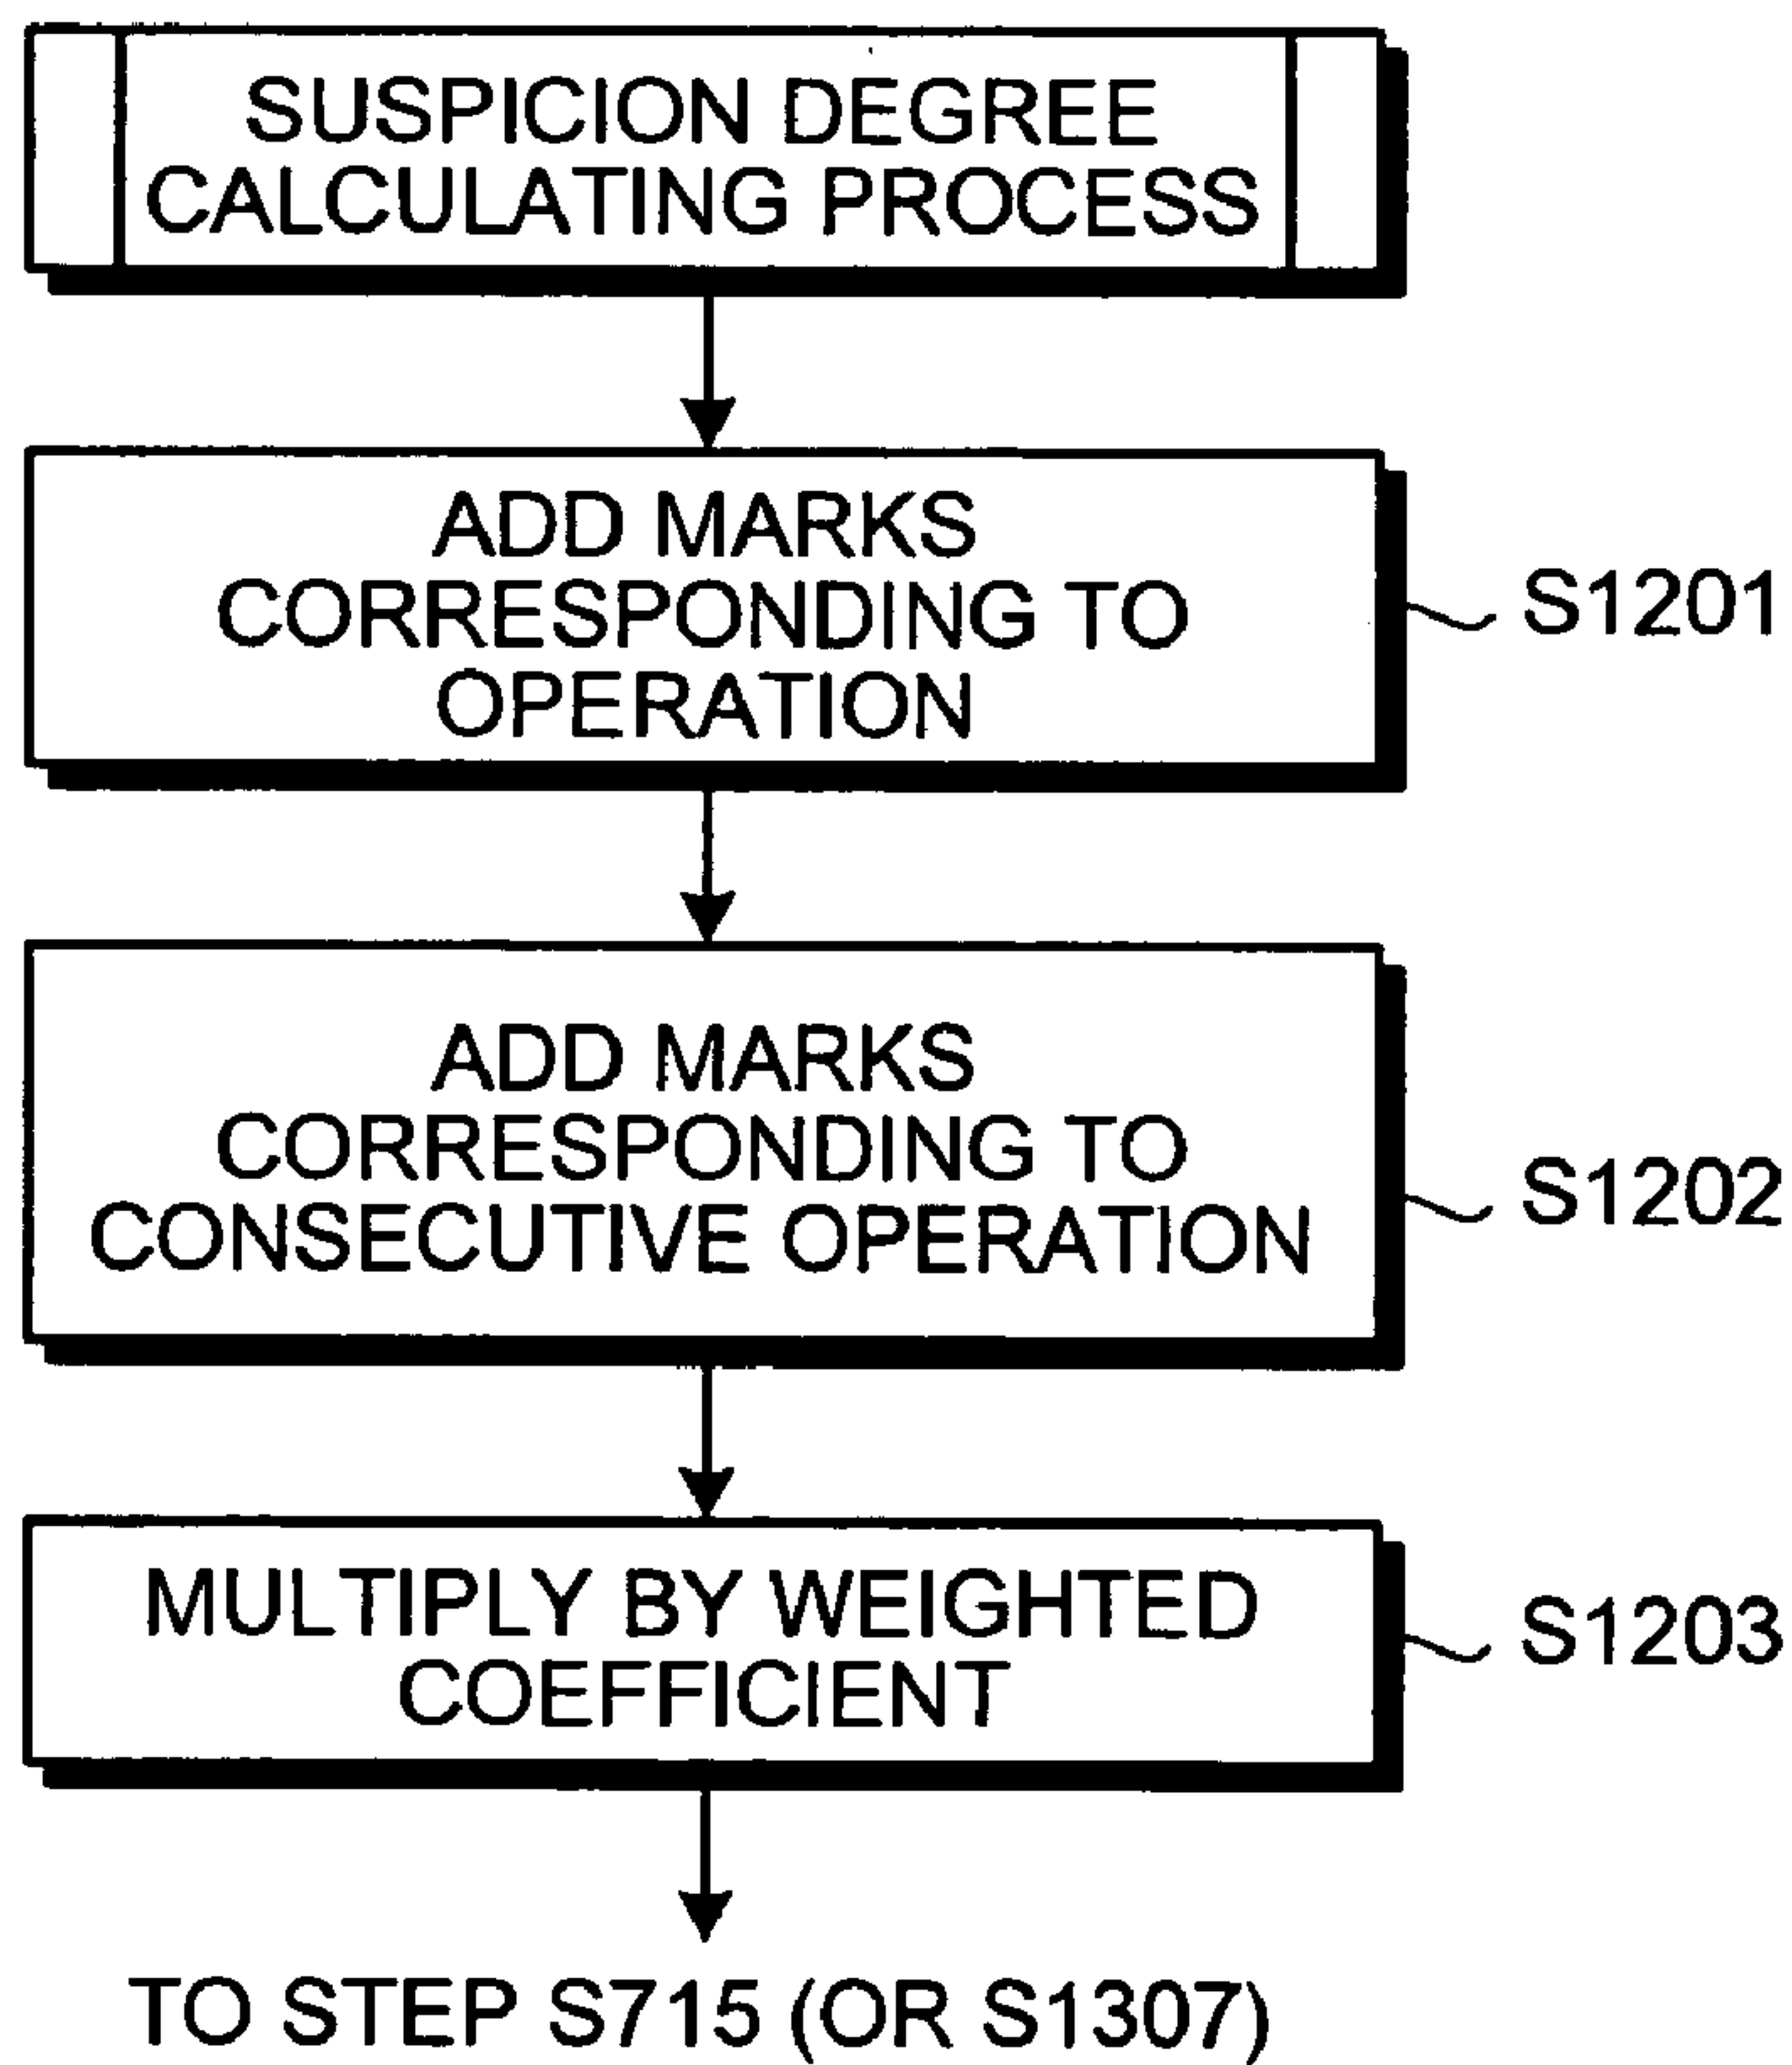 SUSPICION DEGREE
CALCULATING PROCESS
ADD MARKS
CORRESPONDING TO
OPERATION
S1201
ADD MARKS
CORRESPONDING TO
CONSECUTIVE OPERATION
S1202
MULTIPLY BY WEIGHTED
COEFFICIENT
S1203
TO STEP S715 (OR S1307)